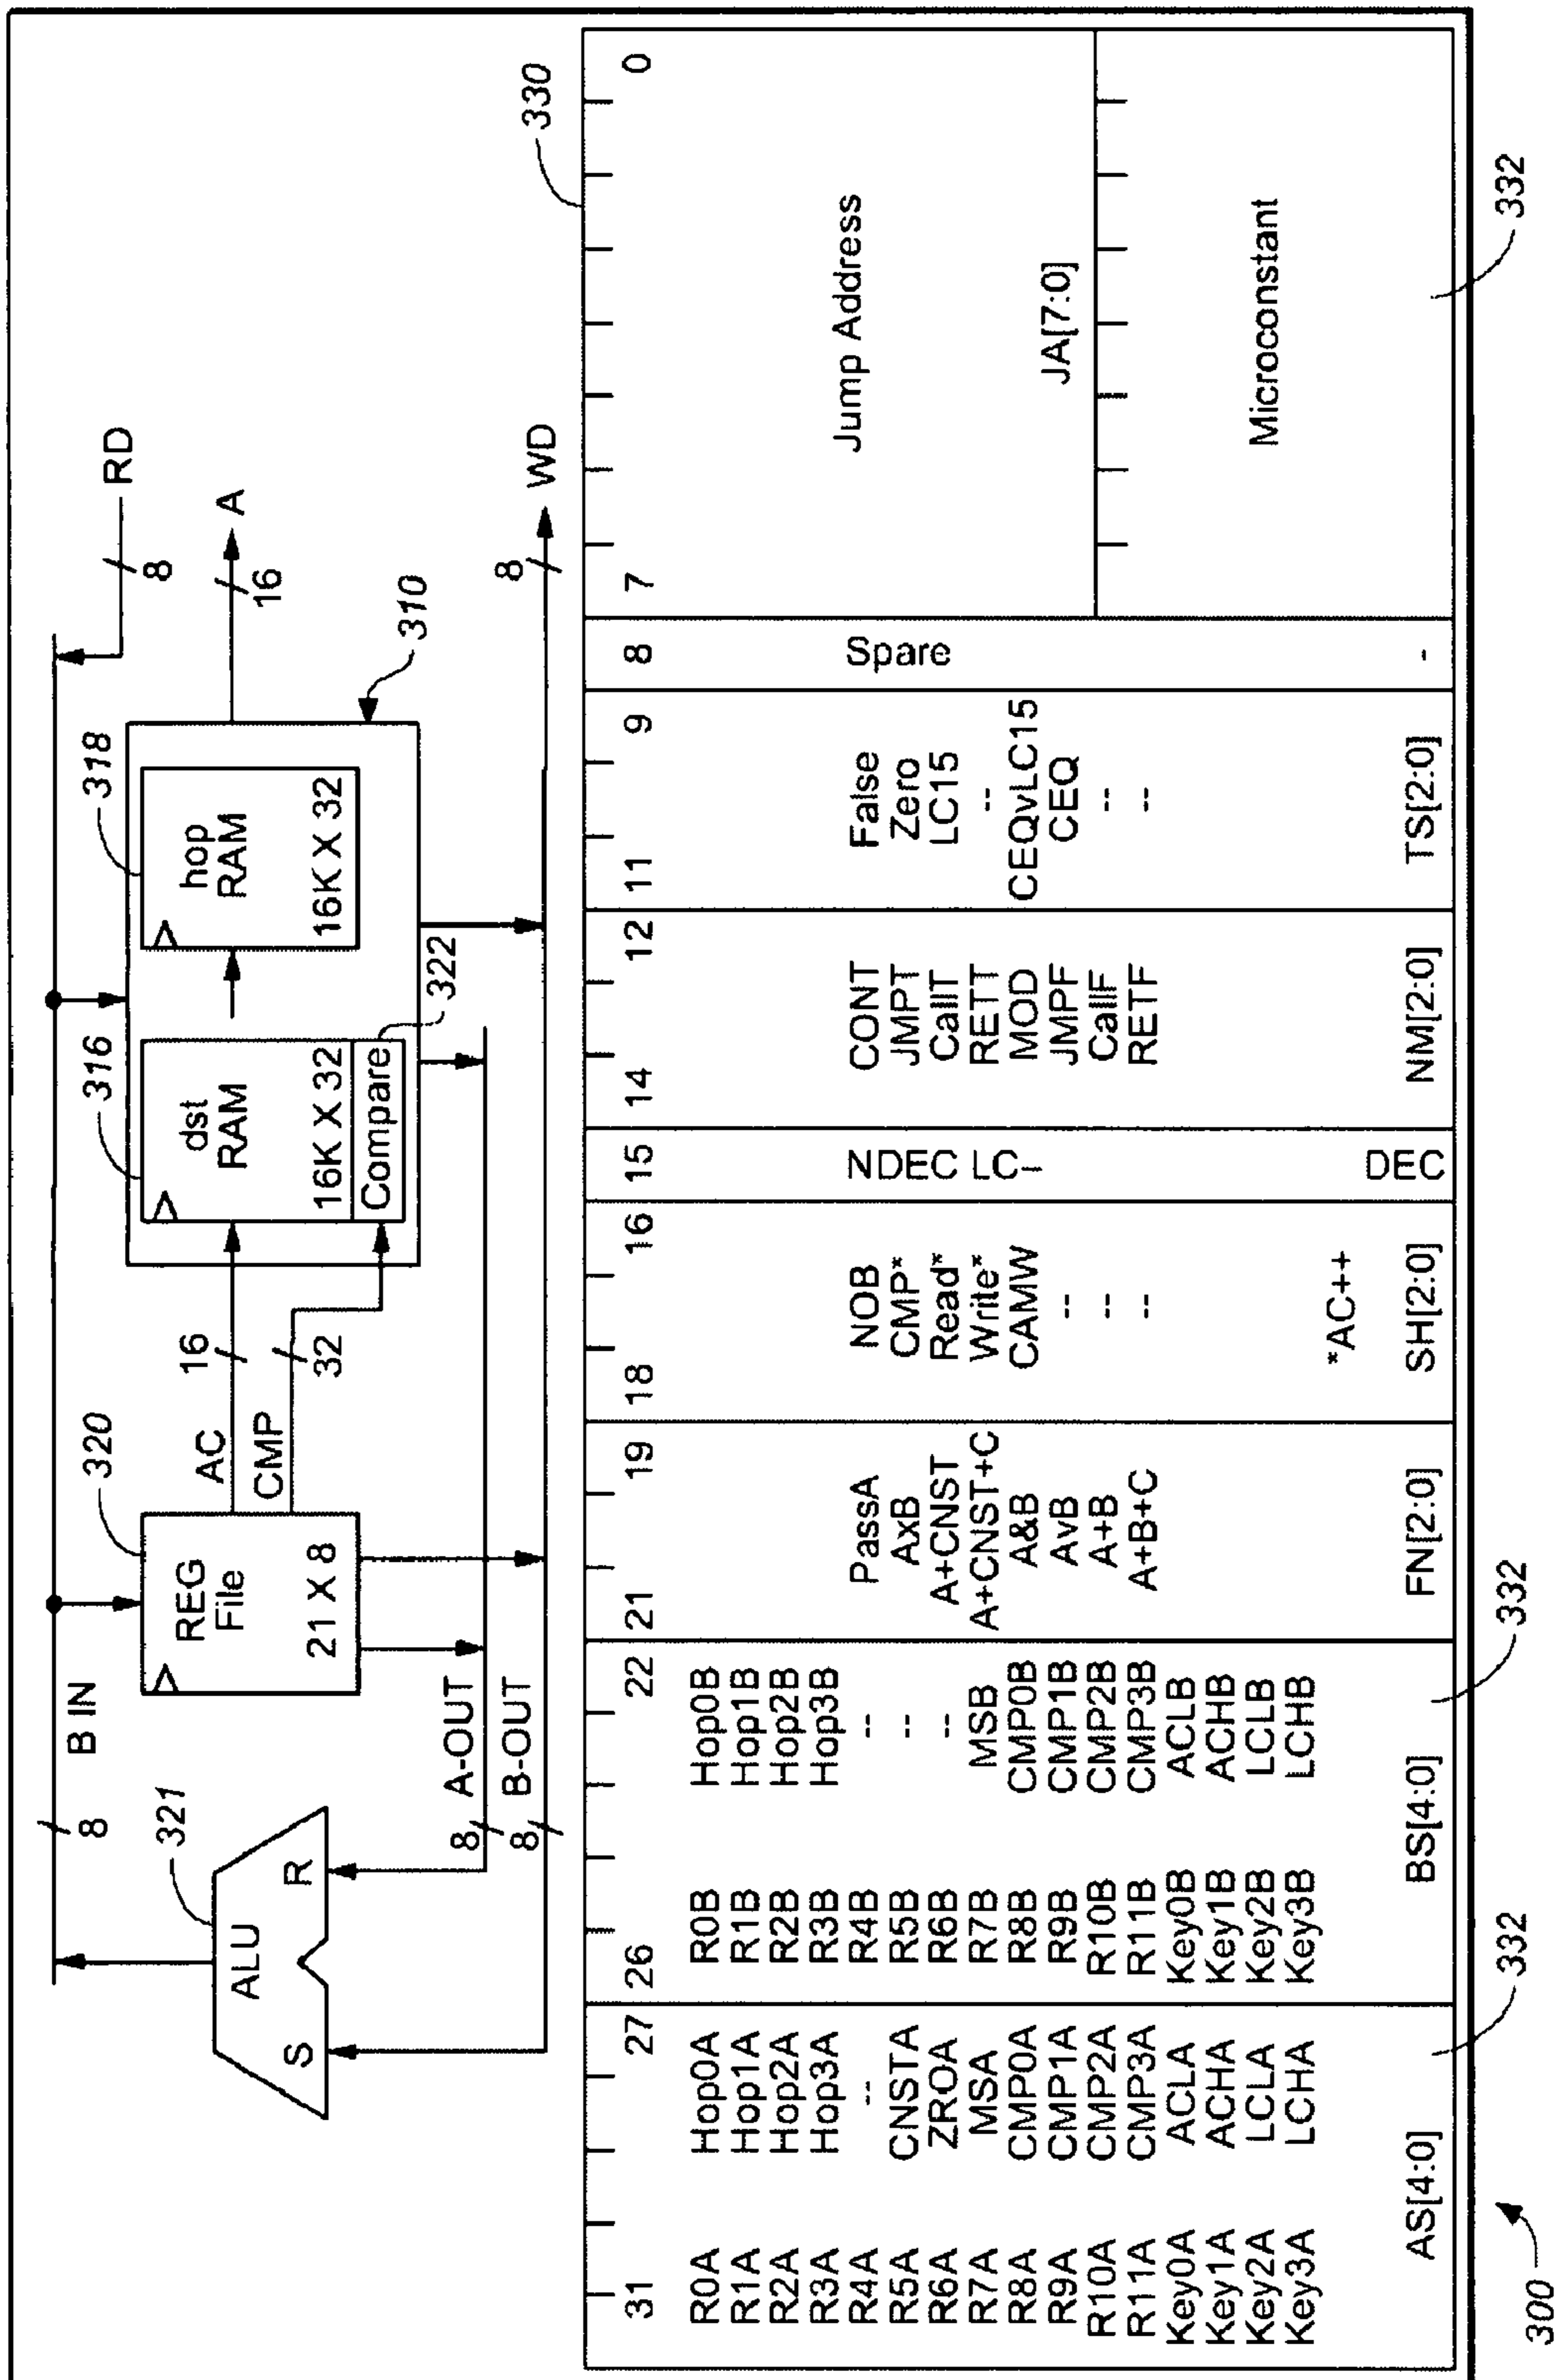 320
316
318
321
B IN
8
ALU
S
R
REG
File
21 X 8
AC
16
CMP
32
dst
RAM
16K X 32
Compare
322
hop
RAM
16K X 32
310
RD
8
A
16
A-OUT
8
B-OUT
8
8
WD
330
31 27 26 22 21 19 18 16 15 14 12 11 9 8 7 0
R0A Hop0A
R1A Hop1A
R2A Hop2A
R3A Hop3A
R4A --
R5A CNSTA
R6A ZROA
R7A MSA
R8A CMP0A
R9A CMP1A
R10A CMP2A
R11A CMP3A
Key0A ACLA
Key1A ACHA
Key2A LCLA
Key3A LCHA
AS[4:0]
R0B Hop0B
R1B Hop1B
R2B Hop2B
R3B Hop3B
R4B --
R5B --
R6B --
R7B MSB
R8B CMP0B
R9B CMP1B
R10B CMP2B
R11B CMP3B
Key0B ACLB
Key1B ACHB
Key2B LCLB
Key3B LCHB
BS[4:0]
PassA
AxB
A+CNST
A+CNST+C
A&B
AvB
A+B
A+B+C
FN[2:0]
NOB
CMP*
Read*
Write*
CAMW
--
--
--
*AC++
SH[2:0]
NDEC LC–
DEC
CONT
JMPT
CallT
RETT
MOD
JMPF
CallF
RETF
NM[2:0]
False
Zero
LC15
--
CEQvLC15
CEQ
--
--
TS[2:0]
Spare
-
Jump Address
JA[7:0]
Microconstant
300
332
332
332